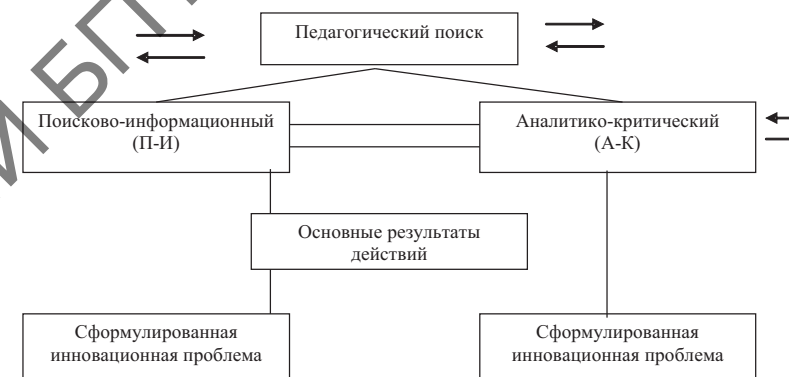 Педагогический поиск
Поисково-информационный
(П-И)
Аналитико-критический
(А-К)
Основные результаты
действий
Сформулированная
инновационная проблема
Сформулированная
инновационная проблема